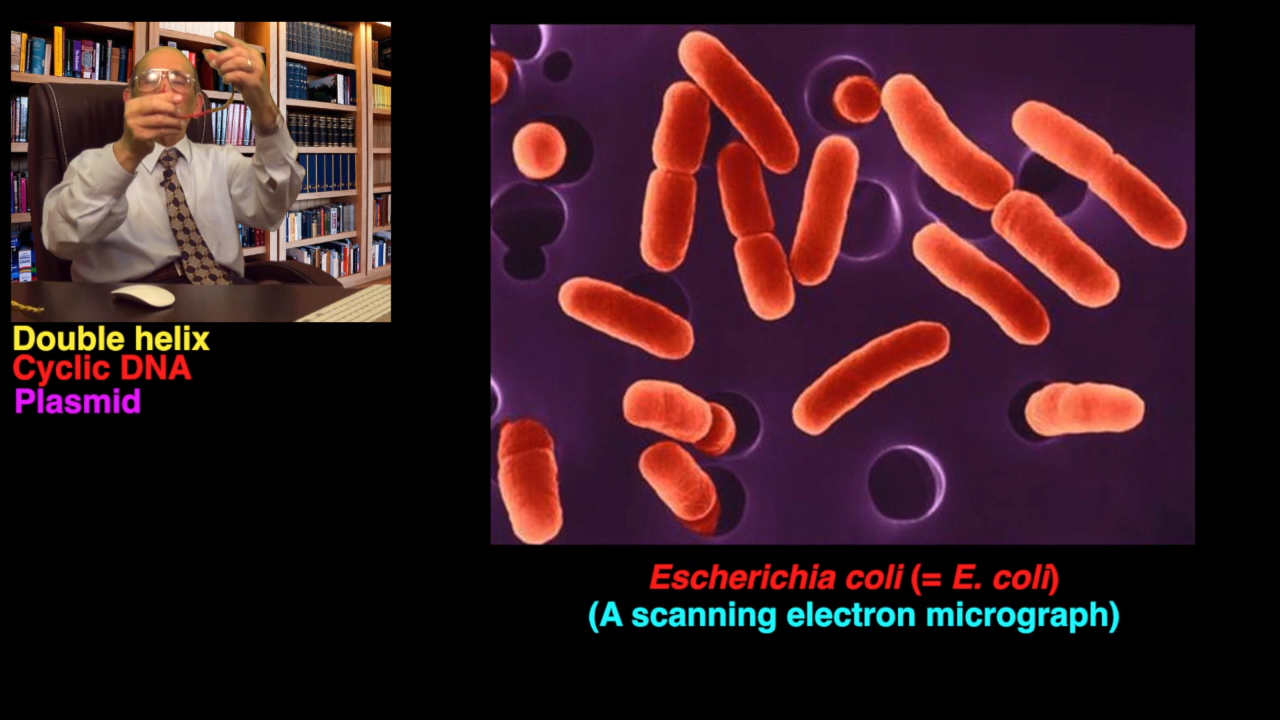 Double helix
Cyclic DNA
Plasmid
Escherichia coli (= E. coli)
(A scanning electron micrograph)